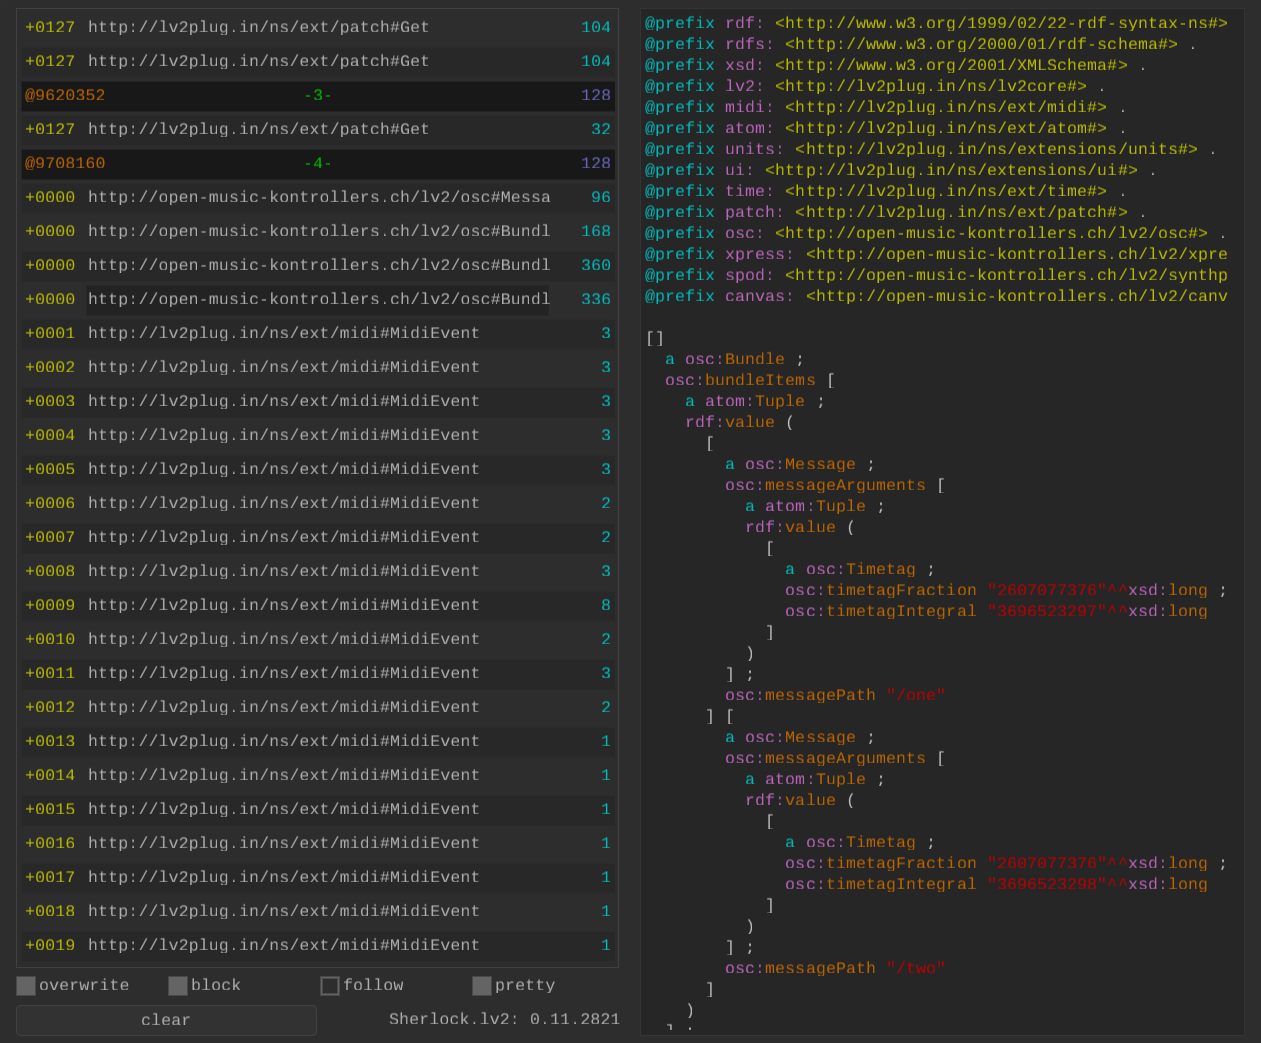 +0127 http://lv2plug.in/ns/ext/patch#Get 104
+0127 http://lv2plug.in/ns/ext/patch#Get 104
@9620352 -3- 128
+0127 http://lv2plug.in/ns/ext/patch#Get 32
@9708160 -4- 128
+0000 http://open-music-kontrollers.ch/lv2/osc#Messa 96
+0000 http://open-music-kontrollers.ch/lv2/osc#Bundl 168
+0000 http://open-music-kontrollers.ch/lv2/osc#Bundl 360
+0000 http://open-music-kontrollers.ch/lv2/osc#Bundl 336
+0001 http://lv2plug.in/ns/ext/midi#MidiEvent 3
+0002 http://lv2plug.in/ns/ext/midi#MidiEvent 3
+0003 http://lv2plug.in/ns/ext/midi#MidiEvent 3
+0004 http://lv2plug.in/ns/ext/midi#MidiEvent 3
+0005 http://lv2plug.in/ns/ext/midi#MidiEvent 3
+0006 http://lv2plug.in/ns/ext/midi#MidiEvent 2
+0007 http://lv2plug.in/ns/ext/midi#MidiEvent 2
+0008 http://lv2plug.in/ns/ext/midi#MidiEvent 3
+0009 http://lv2plug.in/ns/ext/midi#MidiEvent 8
+0010 http://lv2plug.in/ns/ext/midi#MidiEvent 2
+0011 http://lv2plug.in/ns/ext/midi#MidiEvent 3
+0012 http://lv2plug.in/ns/ext/midi#MidiEvent 2
+0013 http://lv2plug.in/ns/ext/midi#MidiEvent 1
+0014 http://lv2plug.in/ns/ext/midi#MidiEvent 1
+0015 http://lv2plug.in/ns/ext/midi#MidiEvent 1
+0016 http://lv2plug.in/ns/ext/midi#MidiEvent 1
+0017 http://lv2plug.in/ns/ext/midi#MidiEvent 1
+0018 http://lv2plug.in/ns/ext/midi#MidiEvent 1
+0019 http://lv2plug.in/ns/ext/midi#MidiEvent 1
overwrite block follow pretty
clear Sherlock.lv2: 0.11.2821
@prefix rdf: <http://www.w3.org/1999/02/22-rdf-syntax-ns#>
@prefix rdfs: <http://www.w3.org/2000/01/rdf-schema#> .
@prefix xsd: <http://www.w3.org/2001/XMLSchema#> .
@prefix lv2: <http://lv2plug.in/ns/lv2core#> .
@prefix midi: <http://lv2plug.in/ns/ext/midi#> .
@prefix atom: <http://lv2plug.in/ns/ext/atom#> .
@prefix units: <http://lv2plug.in/ns/extensions/units#> .
@prefix ui: <http://lv2plug.in/ns/extensions/ui#> .
@prefix time: <http://lv2plug.in/ns/ext/time#> .
@prefix patch: <http://lv2plug.in/ns/ext/patch#> .
@prefix osc: <http://open-music-kontrollers.ch/lv2/osc#> .
@prefix xpress: <http://open-music-kontrollers.ch/lv2/xpre
@prefix spod: <http://open-music-kontrollers.ch/lv2/synthp
@prefix canvas: <http://open-music-kontrollers.ch/lv2/canv
[]
a osc:Bundle ;
osc:bundleItems [
a atom:Tuple ;
rdf:value (
[
a osc:Message ;
osc:messageArguments [
a atom:Tuple ;
rdf:value (
[
a osc:Timetag ;
osc:timetagFraction "2607077376"^^xsd:long ;
osc:timetagIntegral "3696523297"^^xsd:long
]
)
] ;
osc:messagePath "/one"
] [
a osc:Message ;
osc:messageArguments [
a atom:Tuple ;
rdf:value (
[
a osc:Timetag ;
osc:timetagFraction "2607077376"^^xsd:long ;
osc:timetagIntegral "3696523298"^^xsd:long
]
)
] ;
osc:messagePath "/two"
]
)
] ;